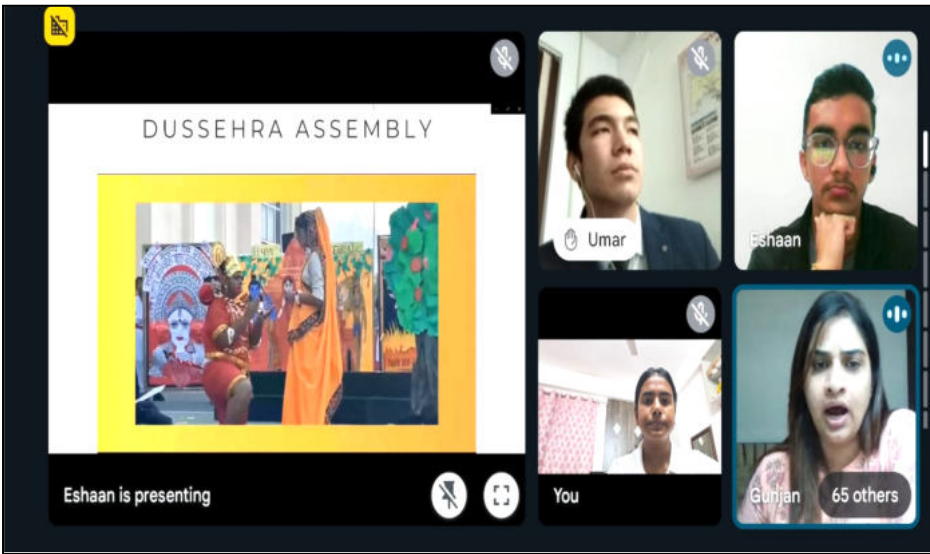 DUSSEHRA ASSEMBLY
Umar
Eshaan
Eshaan is presenting
You
Gunjan
65 others